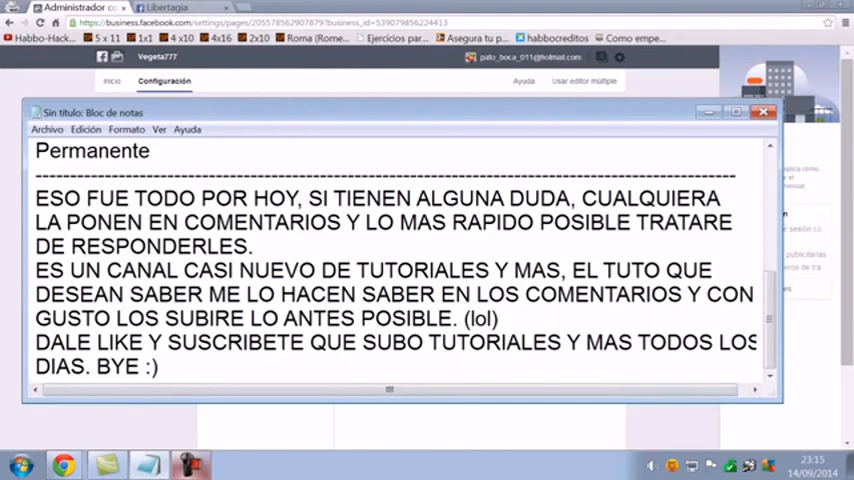 Administrador co
Libertagia
https://business.facebook.com/settings/pages/205578562907879?business_id=539079856224413
Habbo-Hack...
5 x 11
1x1
4 x10
4x16
2x10
Roma (Rome...
Ejercicios par...
Asegura tu p...
habbocreditos
Como empe...
Vegeta777
pato_boca_011@hotmail.com
Inicio
Configuración
Ayuda
Usar editor múltiple
Sin título: Bloc de notas
Archivo Edición Formato Ver Ayuda
Permanente
--------------------------------------------------------------------------------
ESO FUE TODO POR HOY, SI TIENEN ALGUNA DUDA, CUALQUIERA
LA PONEN EN COMENTARIOS Y LO MAS RAPIDO POSIBLE TRATARE
DE RESPONDERLES.
ES UN CANAL CASI NUEVO DE TUTORIALES Y MAS, EL TUTO QUE
DESEAN SABER ME LO HACEN SABER EN LOS COMENTARIOS Y CON
GUSTO LOS SUBIRE LO ANTES POSIBLE. (lol)
DALE LIKE Y SUSCRIBETE QUE SUBO TUTORIALES Y MAS TODOS LOS
DIAS. BYE :)
23:15
14/09/2014